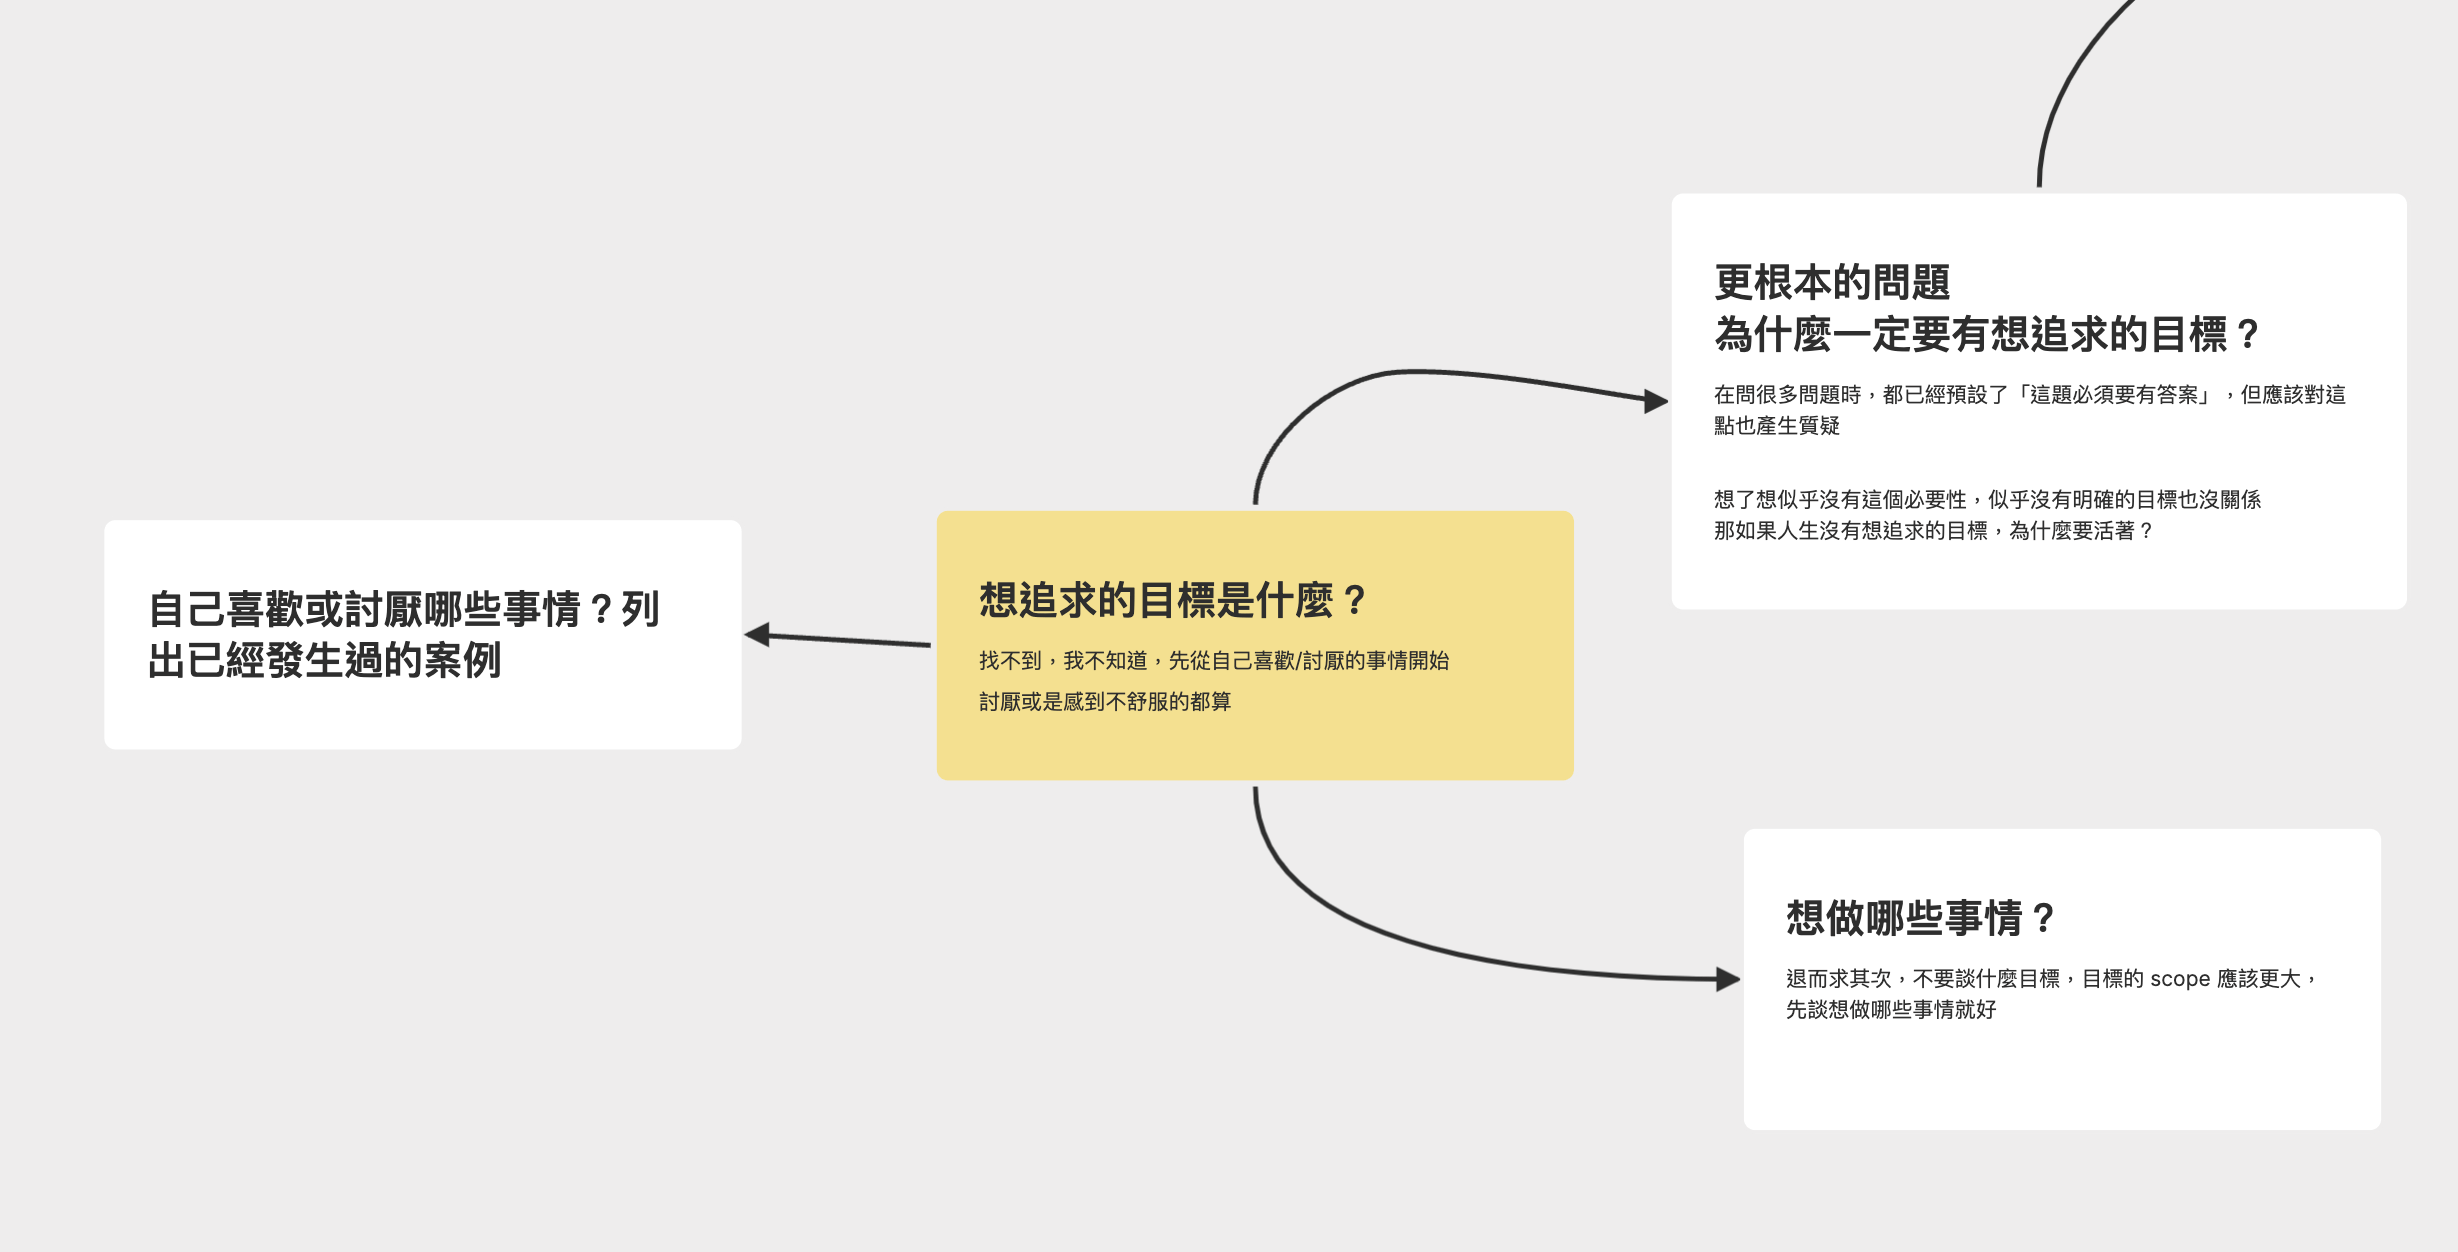 更根本的問題
為什麼一定要有想追求的目標？
在問很多問題時，都已經預設了「這題必須要有答案」，但應該對這
點也產生質疑
想了想似乎沒有這個必要性，似乎沒有明確的目標也沒關係
那如果人生沒有想追求的目標，為什麼要活著？
自己喜歡或討厭哪些事情？列
出已經發生過的案例
想追求的目標是什麼？
找不到，我不知道，先從自己喜歡/討厭的事情開始
討厭或是感到不舒服的都算
想做哪些事情？
退而求其次，不要談什麼目標，目標的 scope 應該更大，
先談想做哪些事情就好